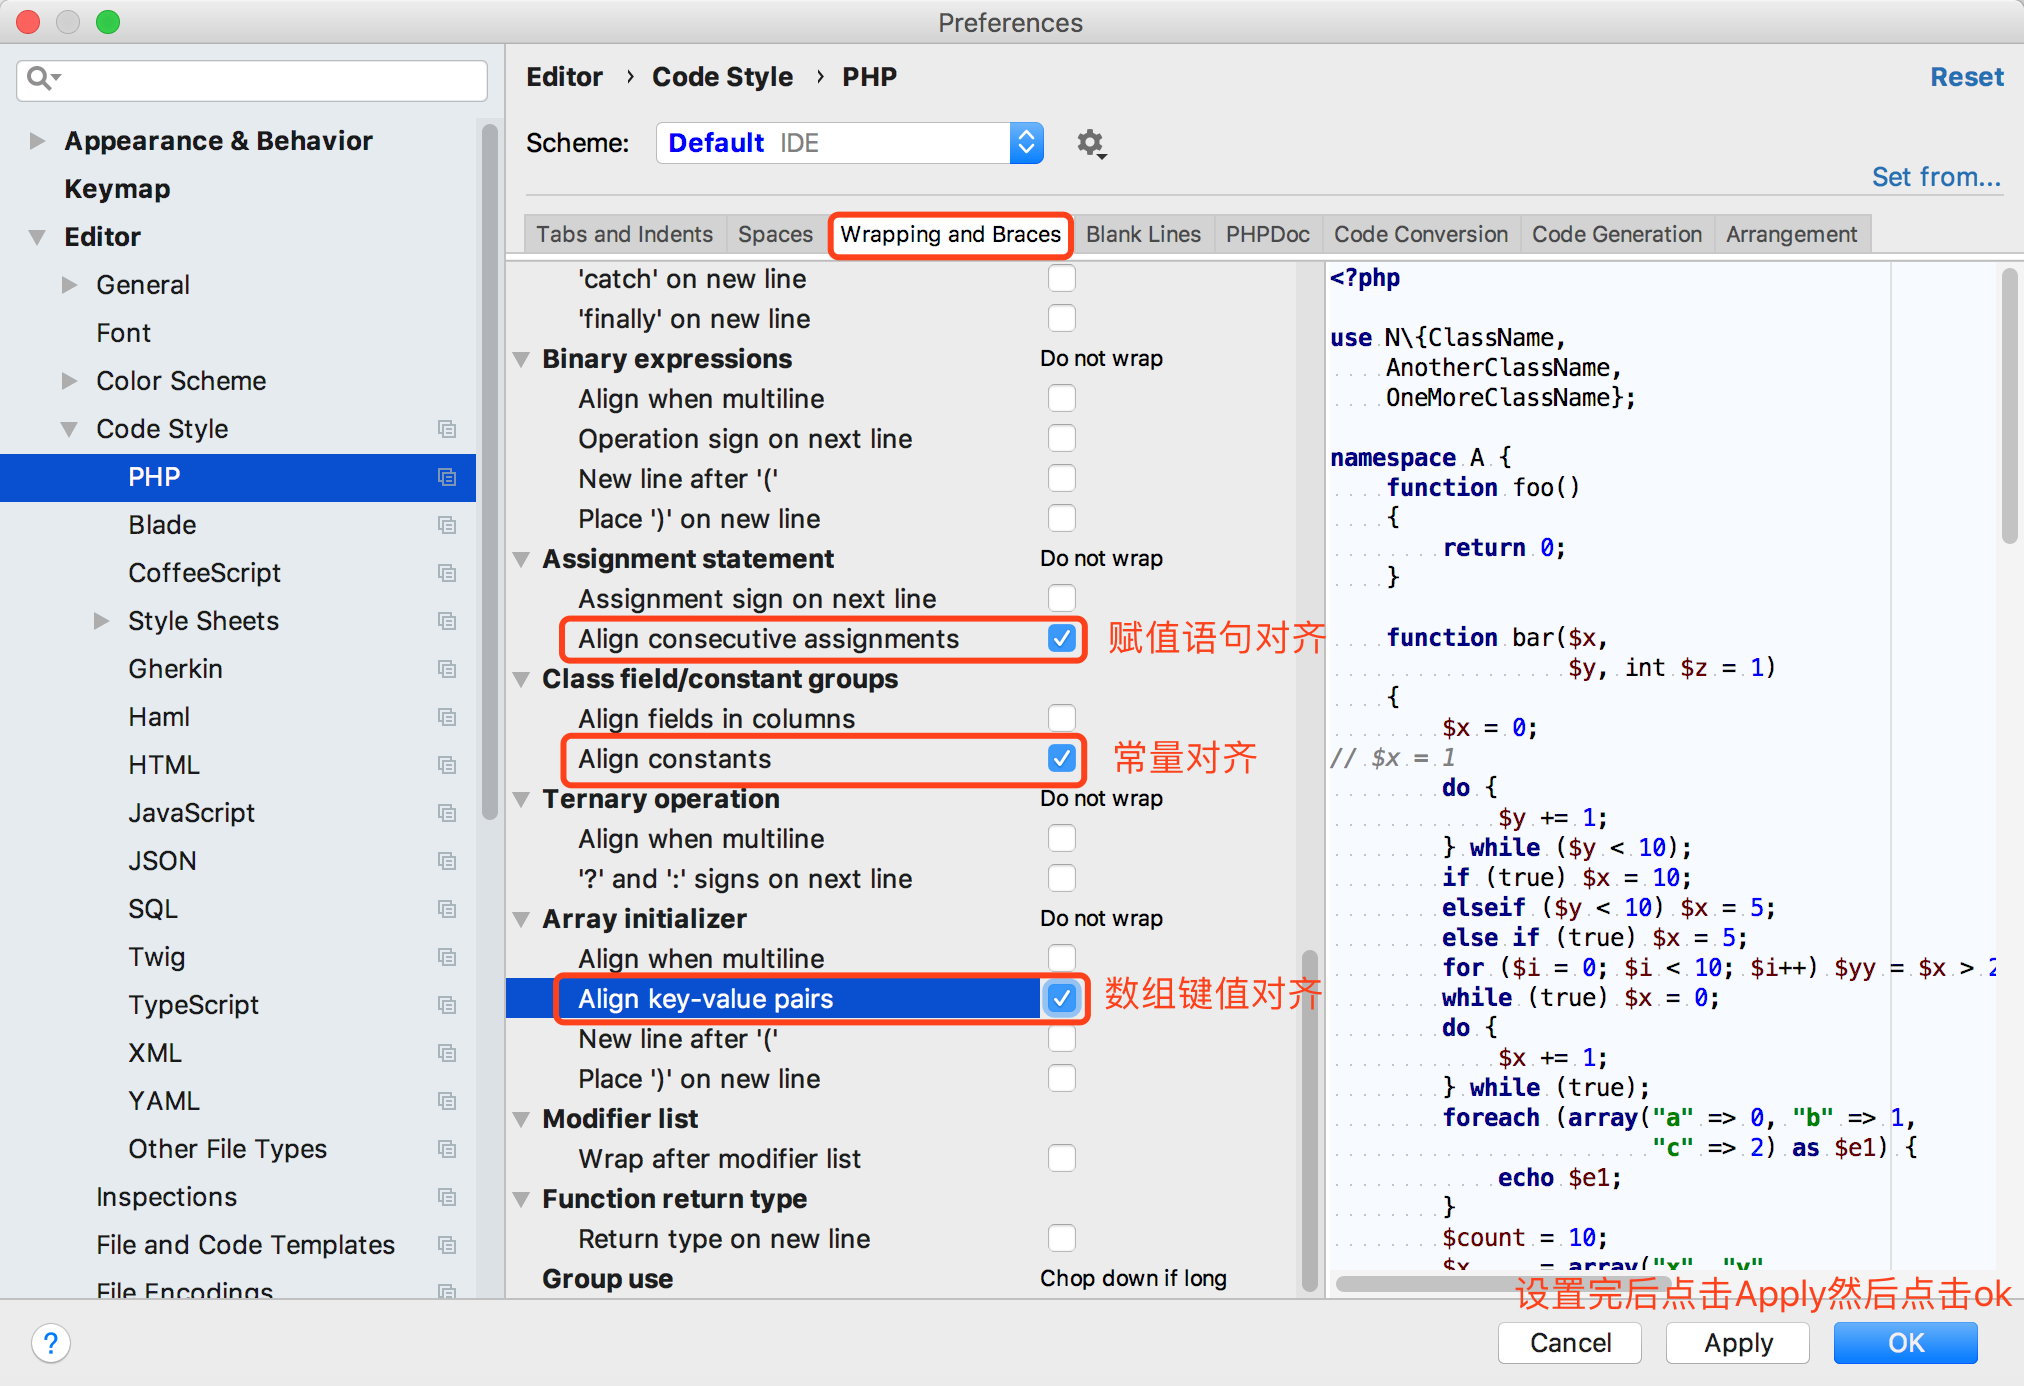 Preferences
Appearance & Behavior
Keymap
Editor
General
Font
Color Scheme
Code Style
PHP
Blade
CoffeeScript
Style Sheets
Gherkin
Haml
HTML
JavaScript
JSON
SQL
Twig
TypeScript
XML
YAML
Other File Types
Inspections
File and Code Templates
File Encodings
Editor › Code Style › PHP
Reset
Scheme: Default IDE
Set from...
Tabs and Indents Spaces Wrapping and Braces Blank Lines PHPDoc Code Conversion Code Generation Arrangement
'catch' on new line
'finally' on new line
Binary expressions Do not wrap
Align when multiline
Operation sign on next line
New line after '('
Place ')' on new line
Assignment statement Do not wrap
Assignment sign on next line
Align consecutive assignments 赋值语句对齐
Class field/constant groups
Align fields in columns
Align constants 常量对齐
Ternary operation Do not wrap
Align when multiline
'?' and ':' signs on next line
Array initializer Do not wrap
Align when multiline
Align key-value pairs 数组键值对齐
New line after '('
Place ')' on new line
Modifier list
Wrap after modifier list
Function return type
Return type on new line
Group use Chop down if long
<?php
use N\{ClassName,
AnotherClassName,
OneMoreClassName};
namespace A {
function foo()
{
return 0;
}
function bar($x,
$y, int $z = 1)
{
$x = 0;
// $x = 1
do {
$y += 1;
} while ($y < 10);
if (true) $x = 10;
elseif ($y < 10) $x = 5;
else if (true) $x = 5;
for ($i = 0; $i < 10; $i++) $yy = $x > 2
while (true) $x = 0;
do {
$x += 1;
} while (true);
foreach (array("a" => 0, "b" => 1,
"c" => 2) as $e1) {
echo $e1;
}
$count = 10;
$x = array("x", "y"
设置完后点击Apply然后点击ok
?
Cancel Apply OK